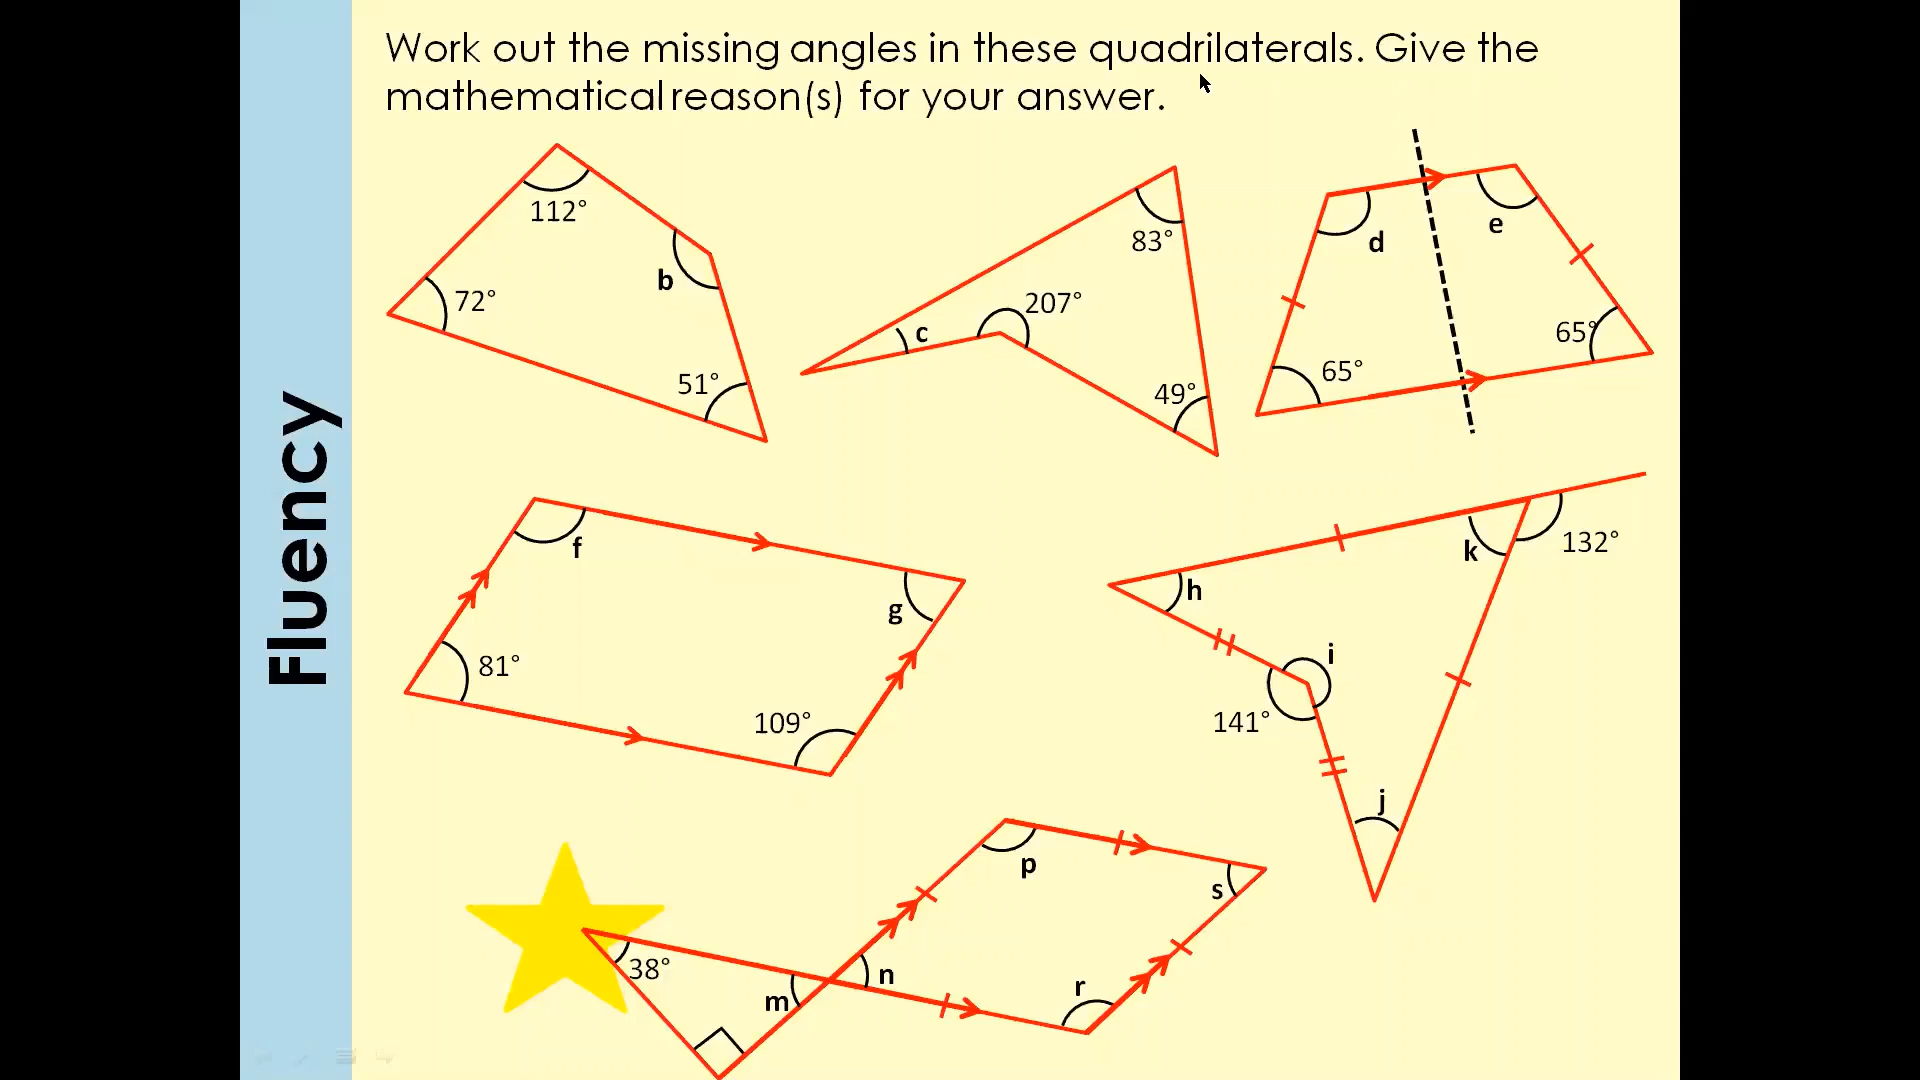 Work out the missing angles in these quadrilaterals. Give the
mathematical reason(s) for your answer.
Fluency
112°
b
72°
51°
83°
207°
c
49°
d
e
65°
65°
f
g
81°
109°
k
132°
h
i
141°
j
p
s
38°
m
n
r